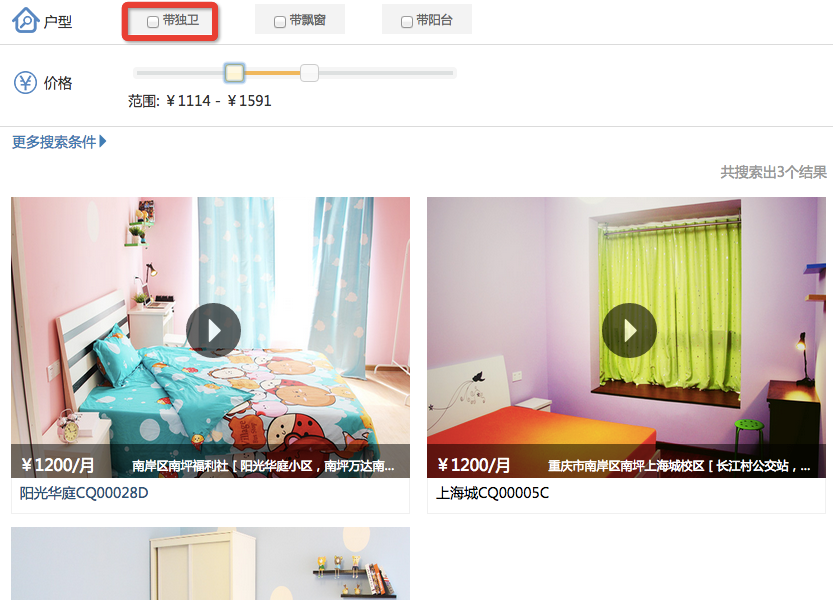 户型
带独卫
带飘窗
带阳台
价格
范围: ￥1114 - ￥1591
更多搜索条件
共搜索出3个结果
￥1200/月
南岸区南坪福利社 [ 阳光华庭小区，南坪万达南...
￥1200/月
重庆市南岸区南坪上海城校区 [ 长江村公交站，...
阳光华庭CQ00028D
上海城CQ00005C